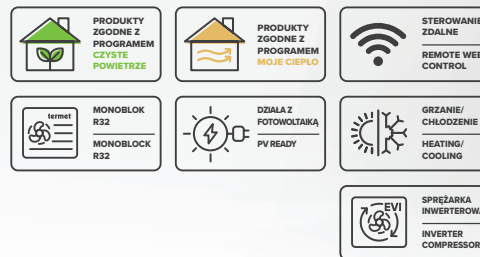 PRODUKTY
ZGODNE Z
PROGRAMEM
CZYSTE
POWIETRZE
PRODUKTY
ZGODNE Z
PROGRAMEM
MOJE CIEPŁO
STEROWANIE
ZDALNE
REMOTE WEB
CONTROL
termet
MONOBLOK
R32
MONOBLOCK
R32
DZIAŁA Z
FOTOWOLTAIKĄ
PV READY
GRZANIE/
CHŁODZENIE
HEATING/
COOLING
EVI
SPRĘŻARKA
INWERTEROWA
INVERTER
COMPRESSOR